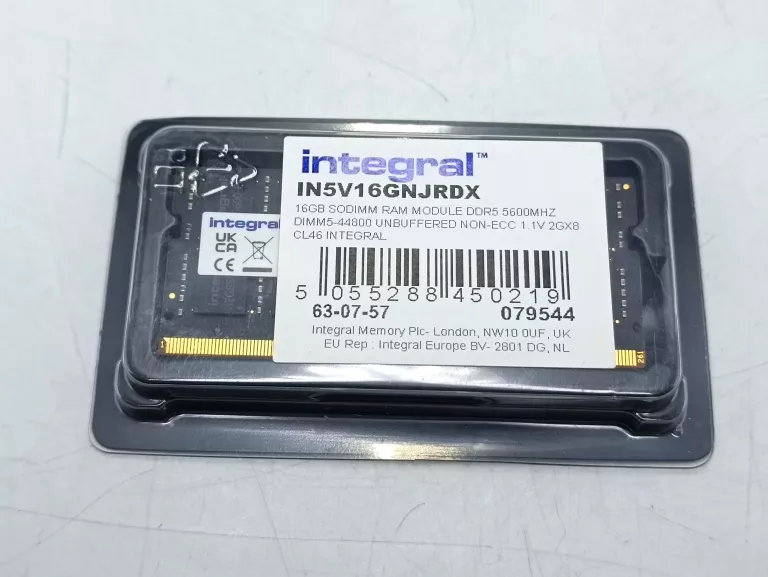 integral™
IN5V16GNJRDX
16GB SODIMM RAM MODULE DDR5 5600MHZ
DIMM5-44800 UNBUFFERED NON-ECC 1.1V 2GX8
CL46 INTEGRAL
5 055288 450219
63-07-57 079544
Integral Memory Plc- London, NW10 0UF, UK
EU Rep . Integral Europe BV- 2801 DG, NL
integral
UK
CA
CE
261